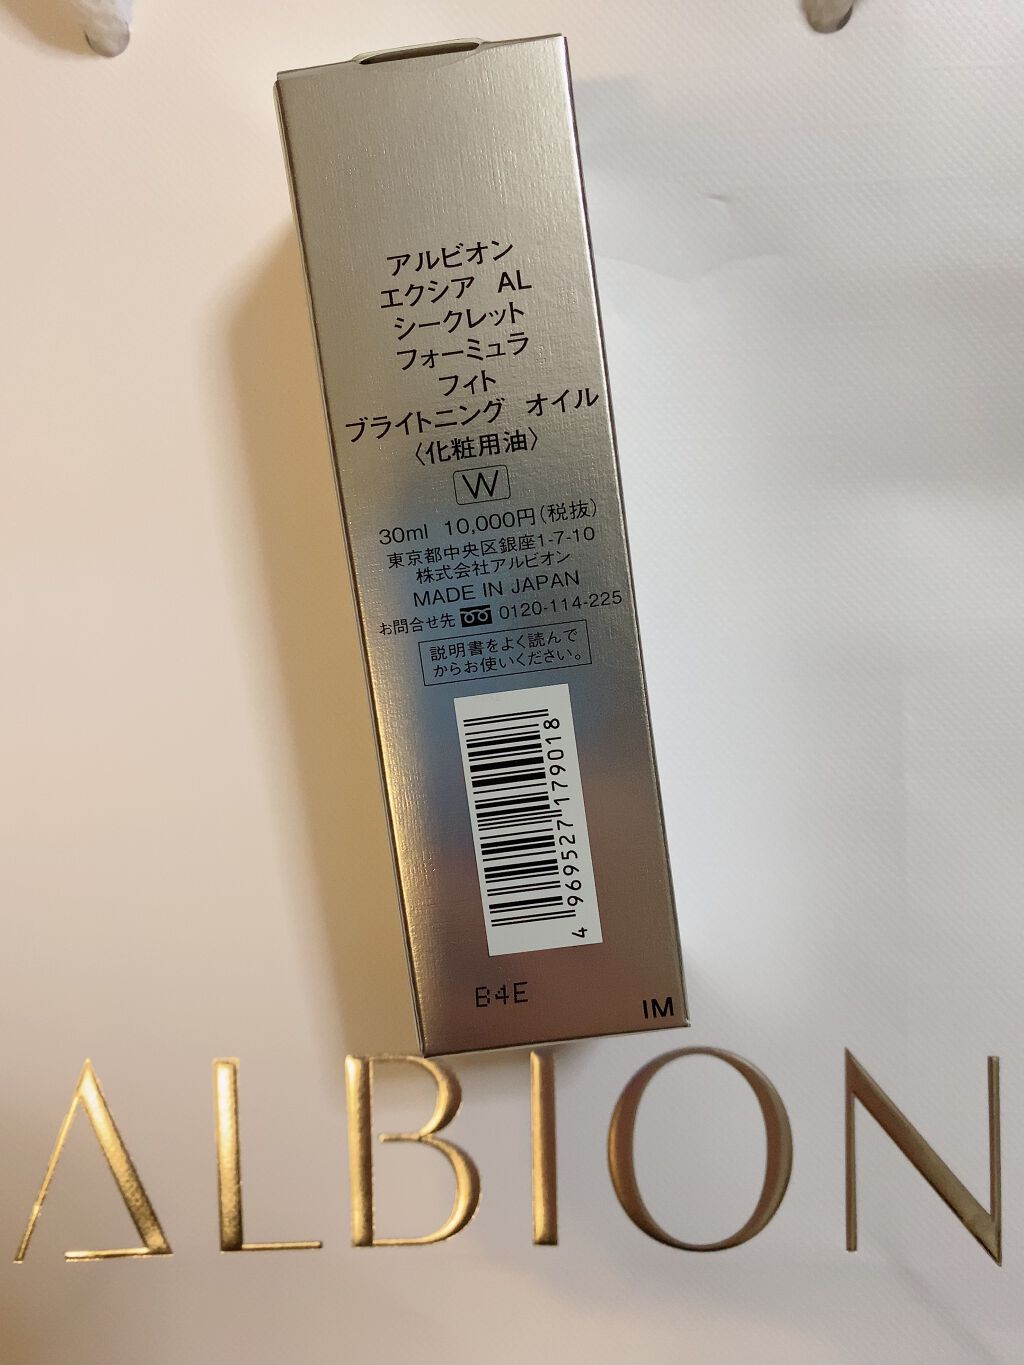 アルビオン
エクシア AL
シークレット
フォーミュラ
フィト
ブライトニング オイル
〈化粧用油〉
W
30ml 10,000円(税抜)
東京都中央区銀座1-7-10
株式会社アルビオン
MADE IN JAPAN
お問合せ先 0120-114-225
説明書をよく読んで
からお使いください。
4 969527 179018
B4E
IM
ALBION